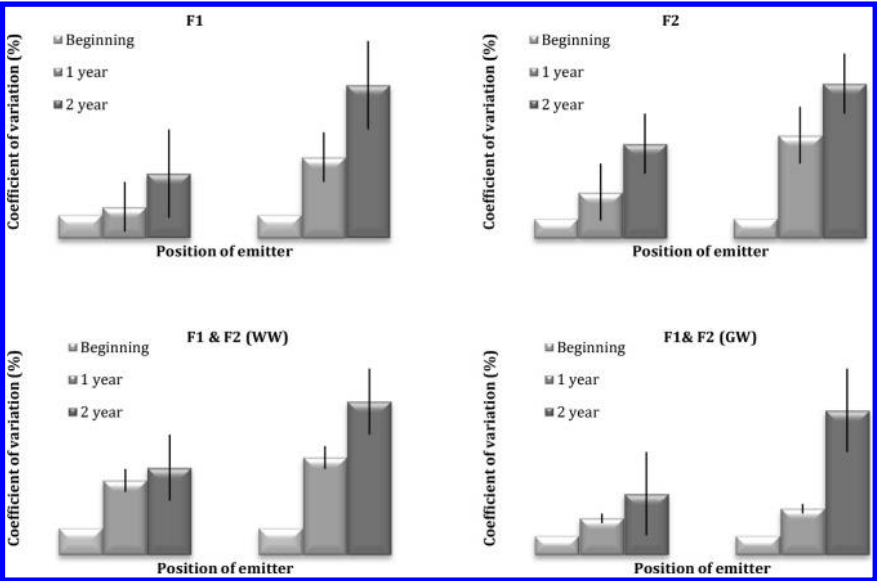 F1
Coefficient of variation (%)
Beginning
1 year
2 year
Position of emitter
F2
Coefficient of variation (%)
Beginning
1 year
2 year
Position of emitter
F1 & F2 (WW)
Coefficient of variation (%)
Beginning
1 year
2 year
Position of emitter
F1& F2 (GW)
Coefficient of variation (%)
Beginning
1 year
2 year
Position of emitter